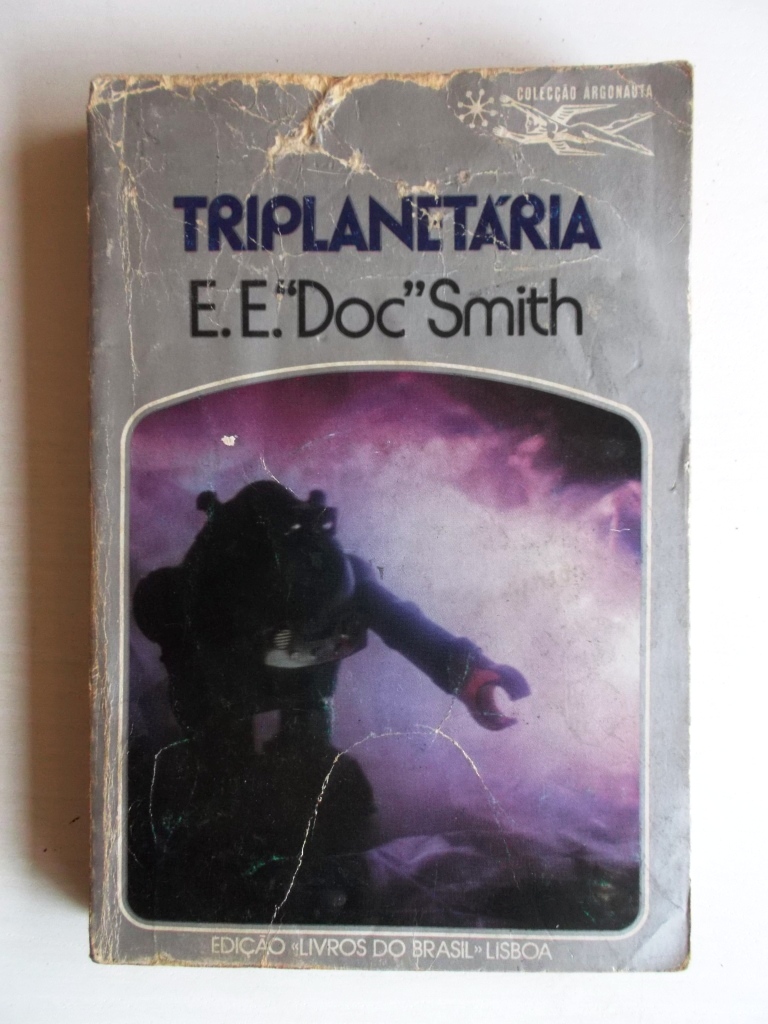 COLECÇÃO ARGONAUTA
TRIPLANETÁRIA
E.E. “Doc” Smith
EDIÇÃO «LIVROS DO BRASIL» LISBOA